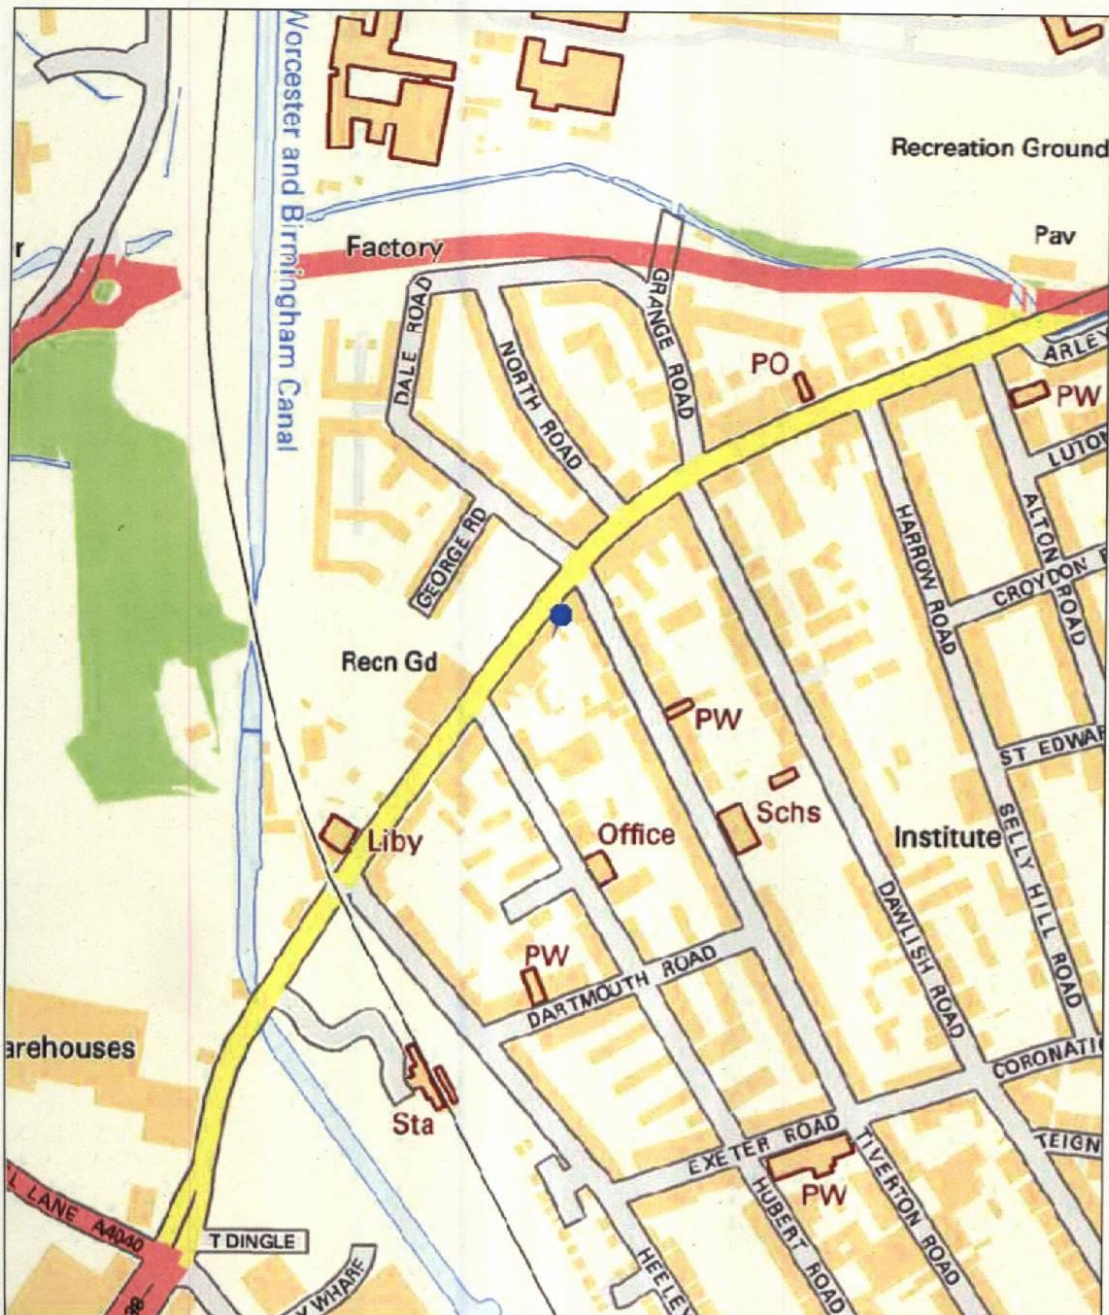 Worcester and Birmingham Canal
Recreation Ground
Pav
r
Factory
DALE ROAD
NORTH ROAD
GRANGE ROAD
PO
ARLEY
PW
LUTON
HARROW ROAD
ALTON ROAD
CROYDON
GEORGE RD
Recn Gd
PW
ST EDWAR
Schs
Liby
Office
Institute
SELLY HILL ROAD
DAWLISH ROAD
PW
DARTMOUTH ROAD
arehouses
CORONATI
Sta
EXETER ROAD
TEIGN
PW
TIVERTON ROAD
HUBERT ROAD
L LANE A4040
T DINGLE
Y WHARF
HEELEY